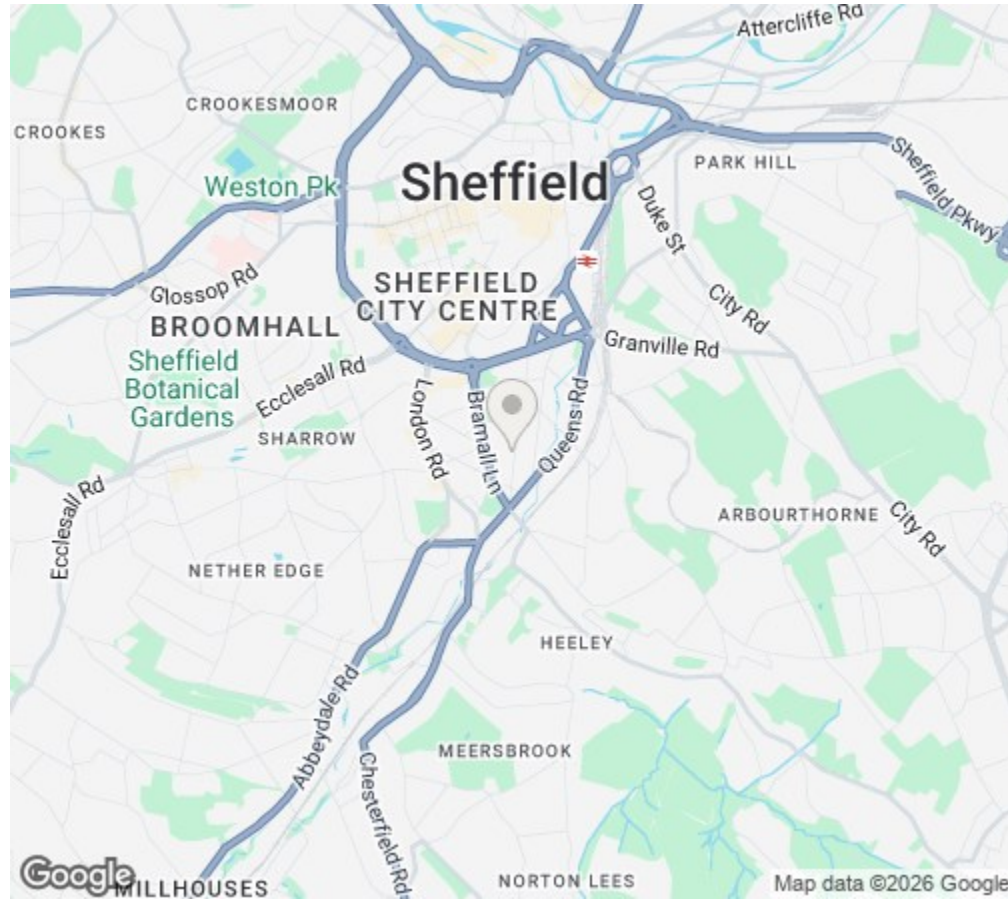 Attercliffe Rd
CROOKESMOOR
CROOKES
Sheffield Pkwy
PARK HILL
Weston Pk
Sheffield
Duke St
Glossop Rd
SHEFFIELD
CITY CENTRE
City Rd
BROOMHALL
Granville Rd
Sheffield
Botanical
Gardens
Ecclesall Rd
London Rd
Bramall Ln
Queens Rd
SHARROW
Ecclesall Rd
ARBOURTHORNE
City Rd
NETHER EDGE
HEELEY
Abbeydale Rd
MEERSBROOK
Chesterfield Rd
Google
MILLHOUSES
NORTON LEES
Map data ©2026 Google